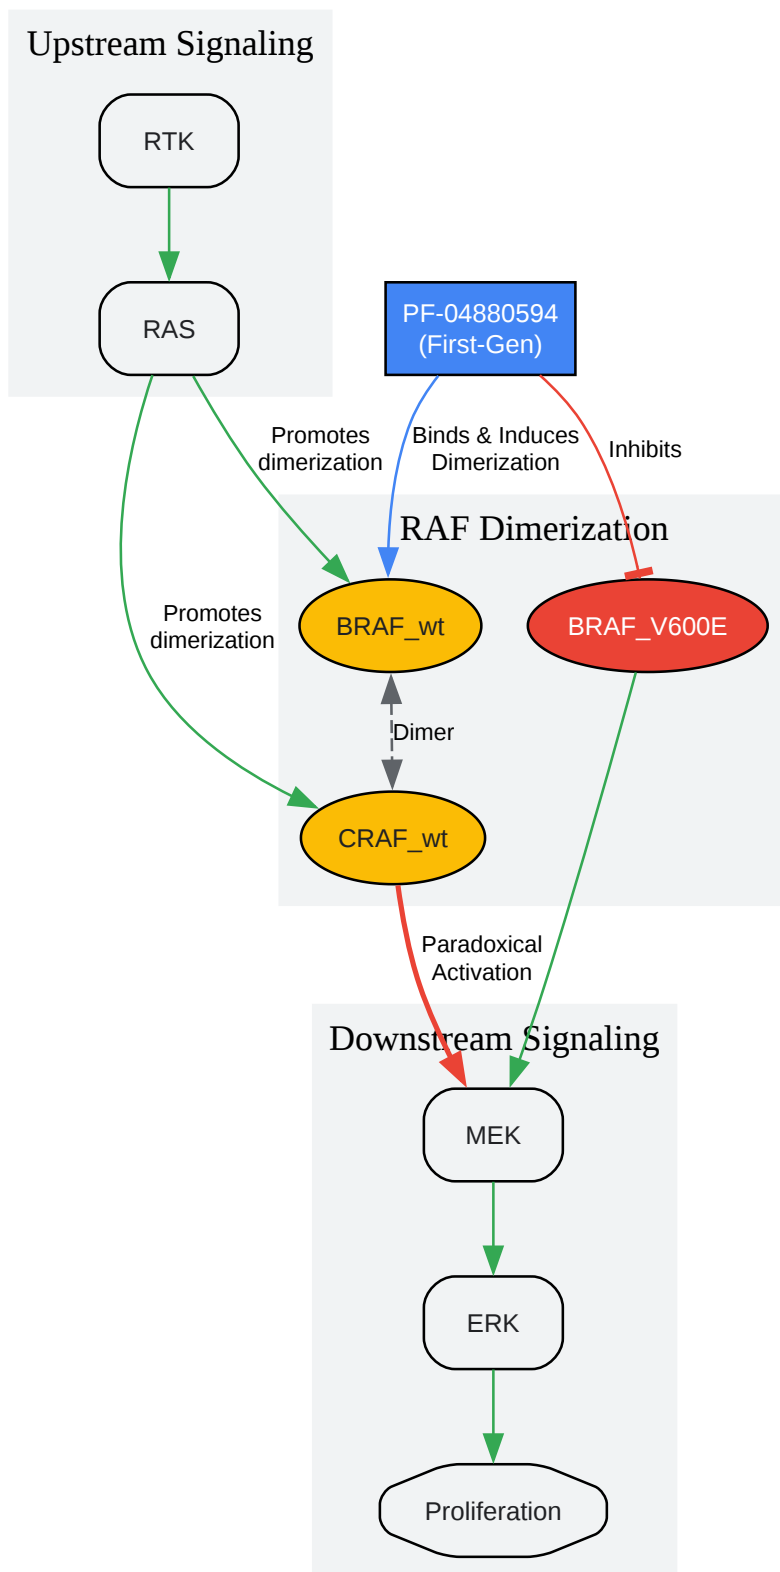 Upstream Signaling
RTK
RAS
PF-04880594
(First-Gen)
Promotes
dimerization
Binds & Induces
Dimerization
Inhibits
RAF Dimerization
Promotes
dimerization
BRAF_wt
BRAF_V600E
Dimer
CRAF_wt
Paradoxical
Activation
Downstream Signaling
MEK
ERK
Proliferation